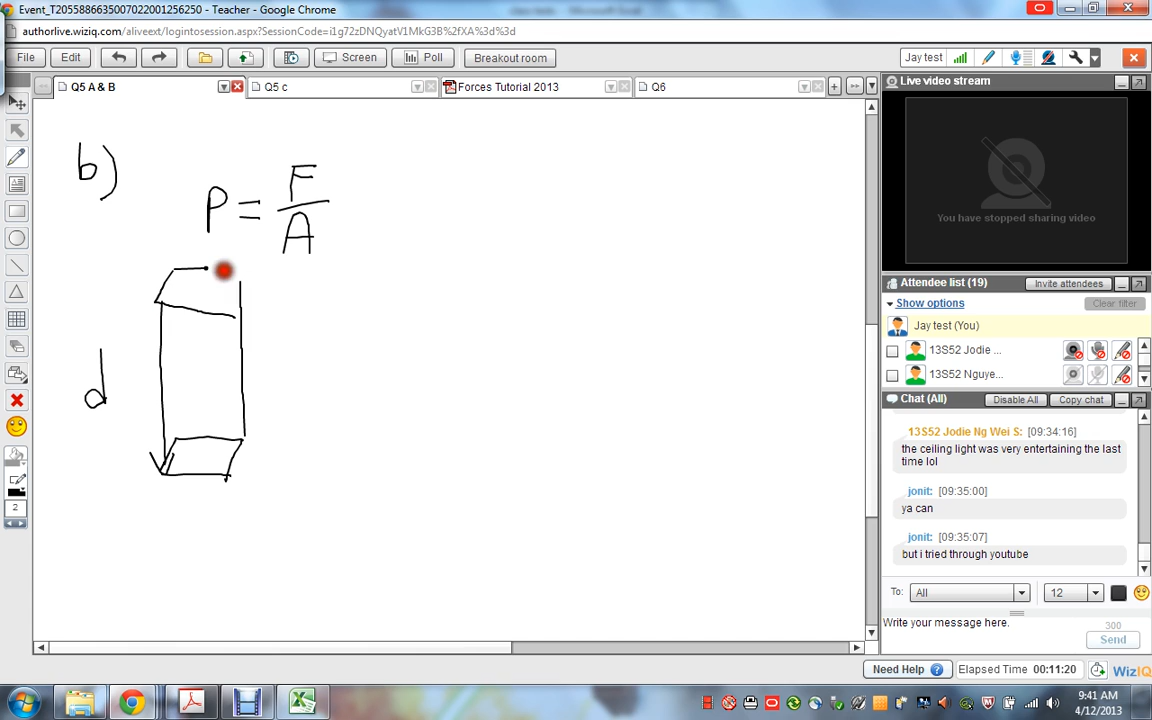 Event_T2055886635007022001256250 - Teacher - Google Chrome
authorlive.wiziq.com/aliveext/logintosession.aspx?SessionCode=i1g72zDNQyatV1MkG3B%2fXA%3d%3d
File Edit Screen Poll Breakout room Jay test
Q5 A & B Q5 c Forces Tutorial 2013 Q6
Live video stream
You have stopped sharing video
Attendee list (19) Invite attendees
Show options Clear filter
Jay test (You)
13S52 Jodie ...
13S52 Nguye...
Chat (All) Disable All Copy chat
13S52 Jodie Ng Wei S: [09:34:16]
the ceiling light was very entertaining the last
time lol
jonit: [09:35:00]
ya can
jonit: [09:35:07]
but i tried through youtube
To: All 12
Write your message here.
300
Send
Need Help ? Elapsed Time 00:11:20 WizIQ
b)
P = F
A
d
2
9:41 AM
4/12/2013